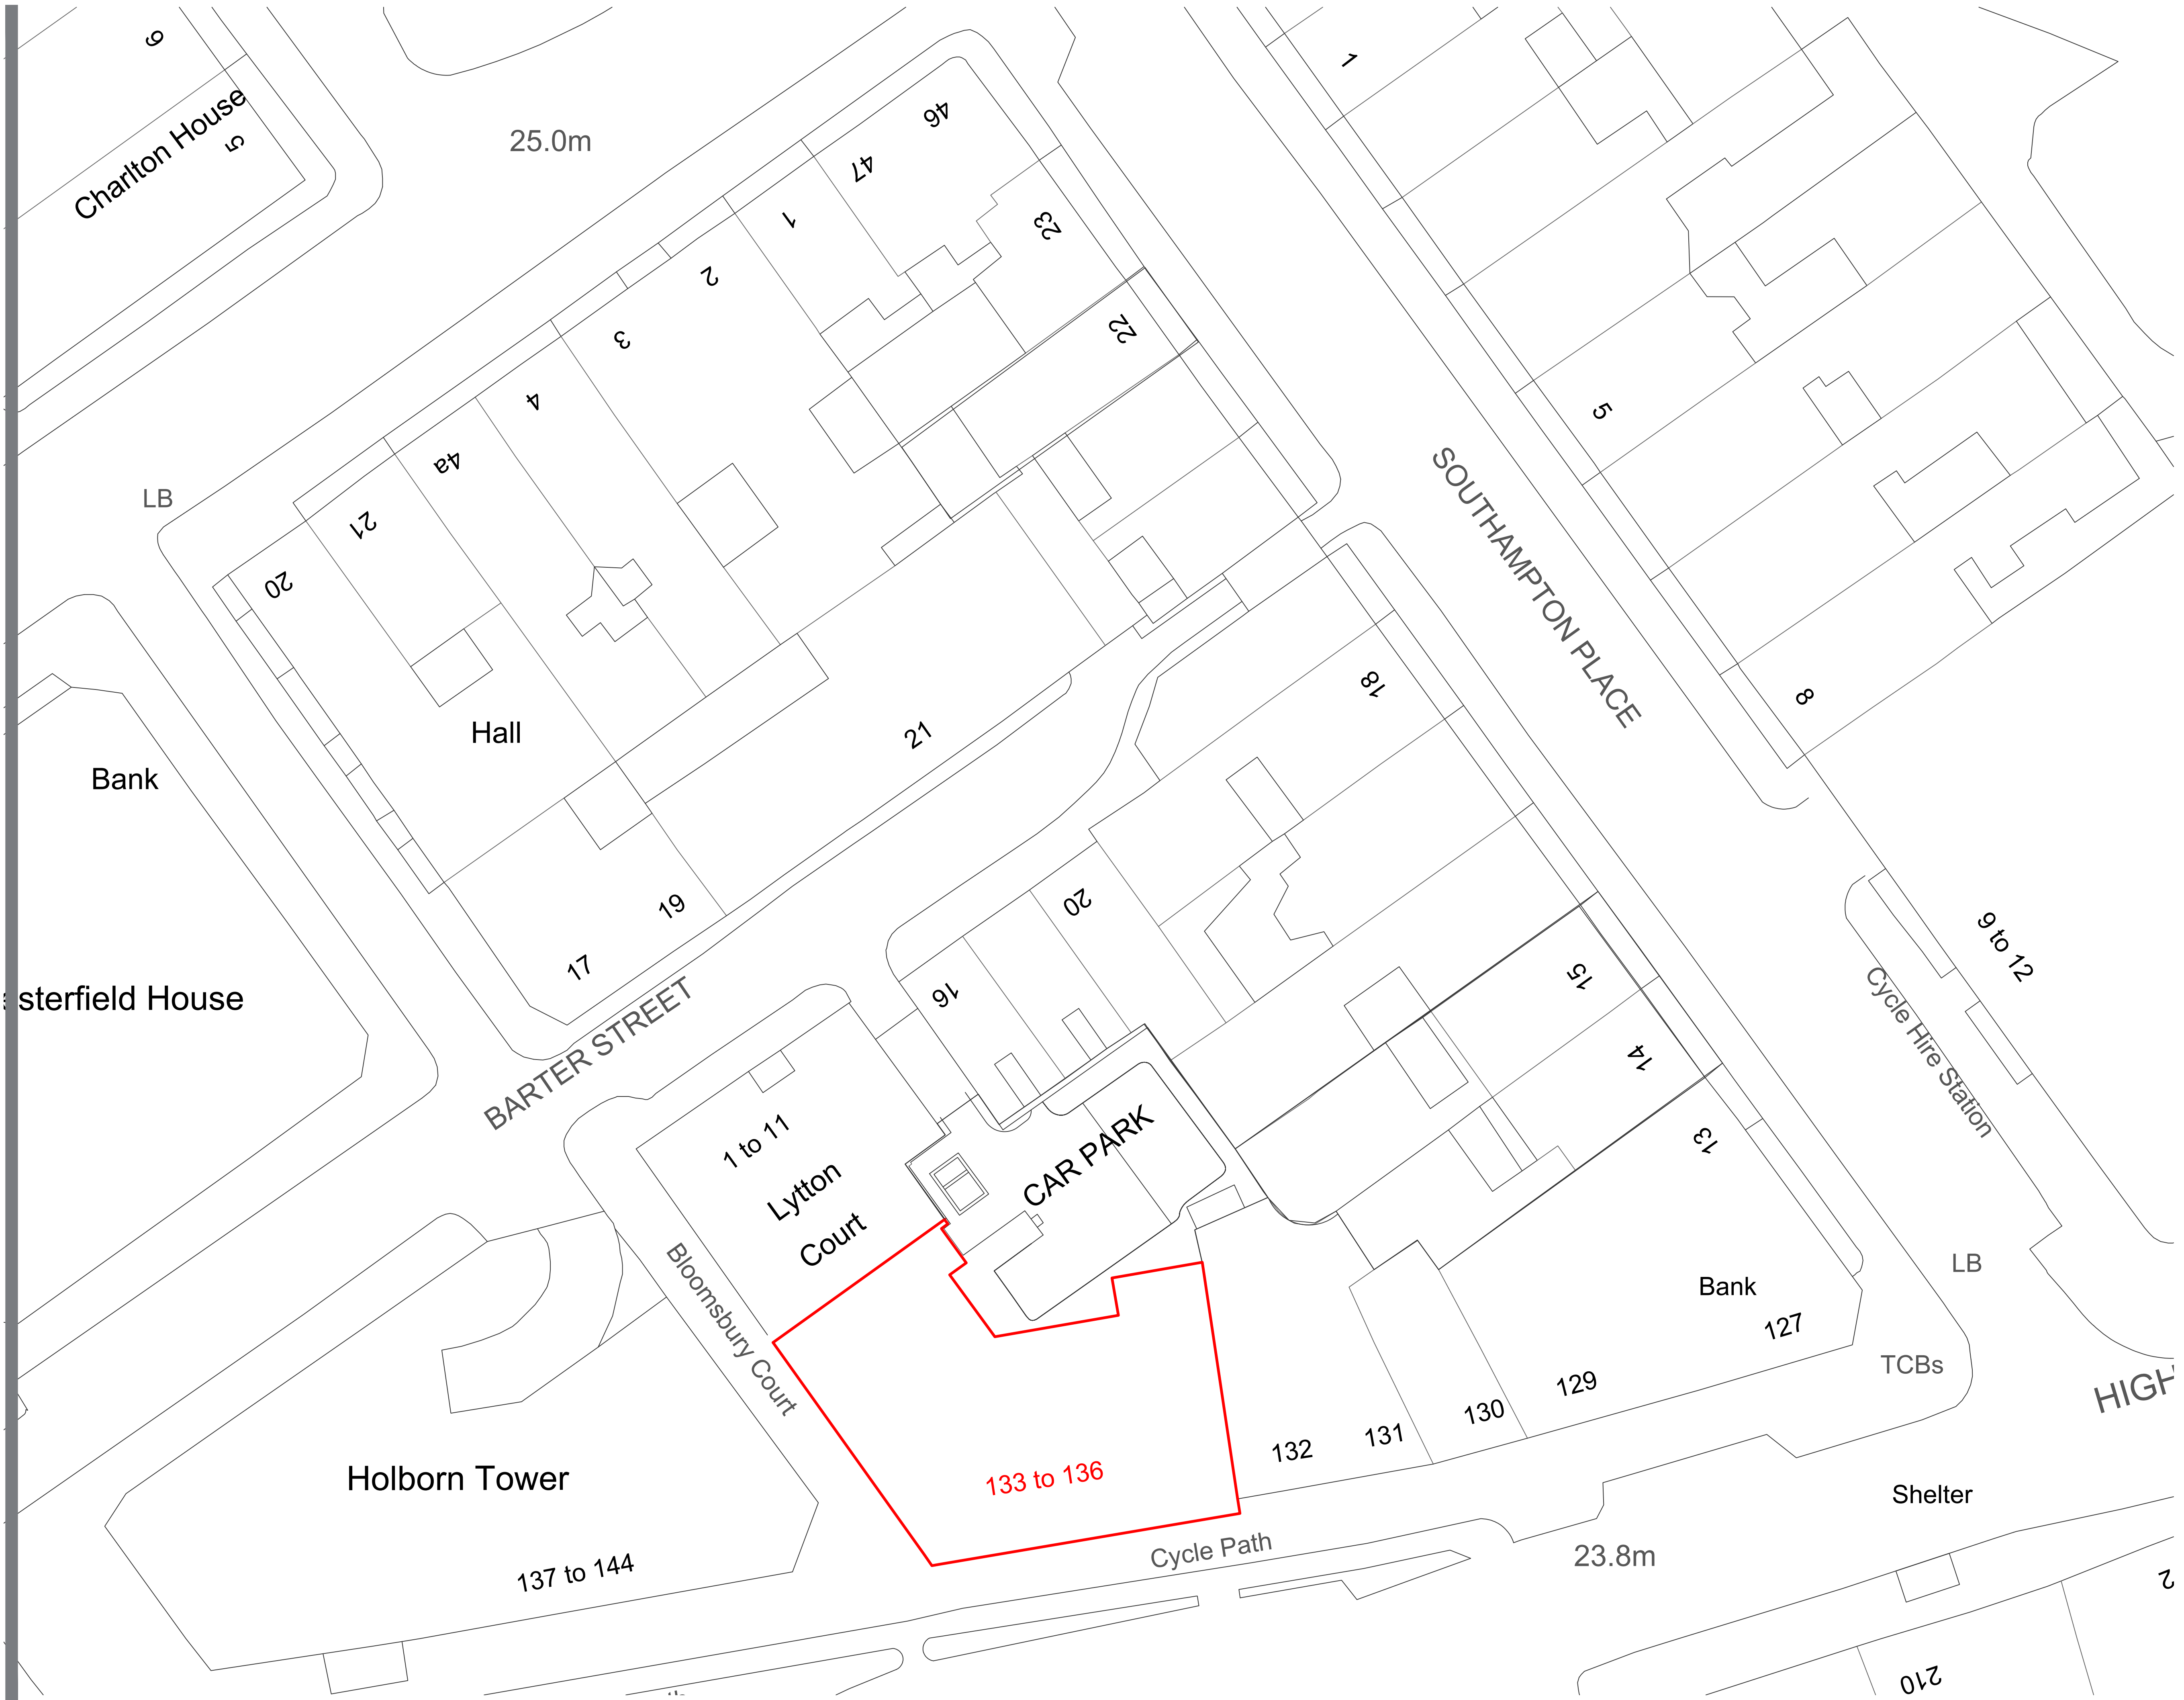 6
Charlton House
5
25.0m
46
47
1
23
1
2
22
3
4
4a
5
LB
21
SOUTHAMPTON PLACE
20
18
8
Hall
21
Bank
20
19
9 to 12
17
15
16
sterfield House
Cycle Hire Station
BARTER STREET
14
1 to 11
CAR PARK
13
Lytton
Court
LB
Bloomsbury Court
Bank
127
TCBs
129
HIGH
130
131
132
Holborn Tower
133 to 136
Shelter
Cycle Path
23.8m
137 to 144
2
210